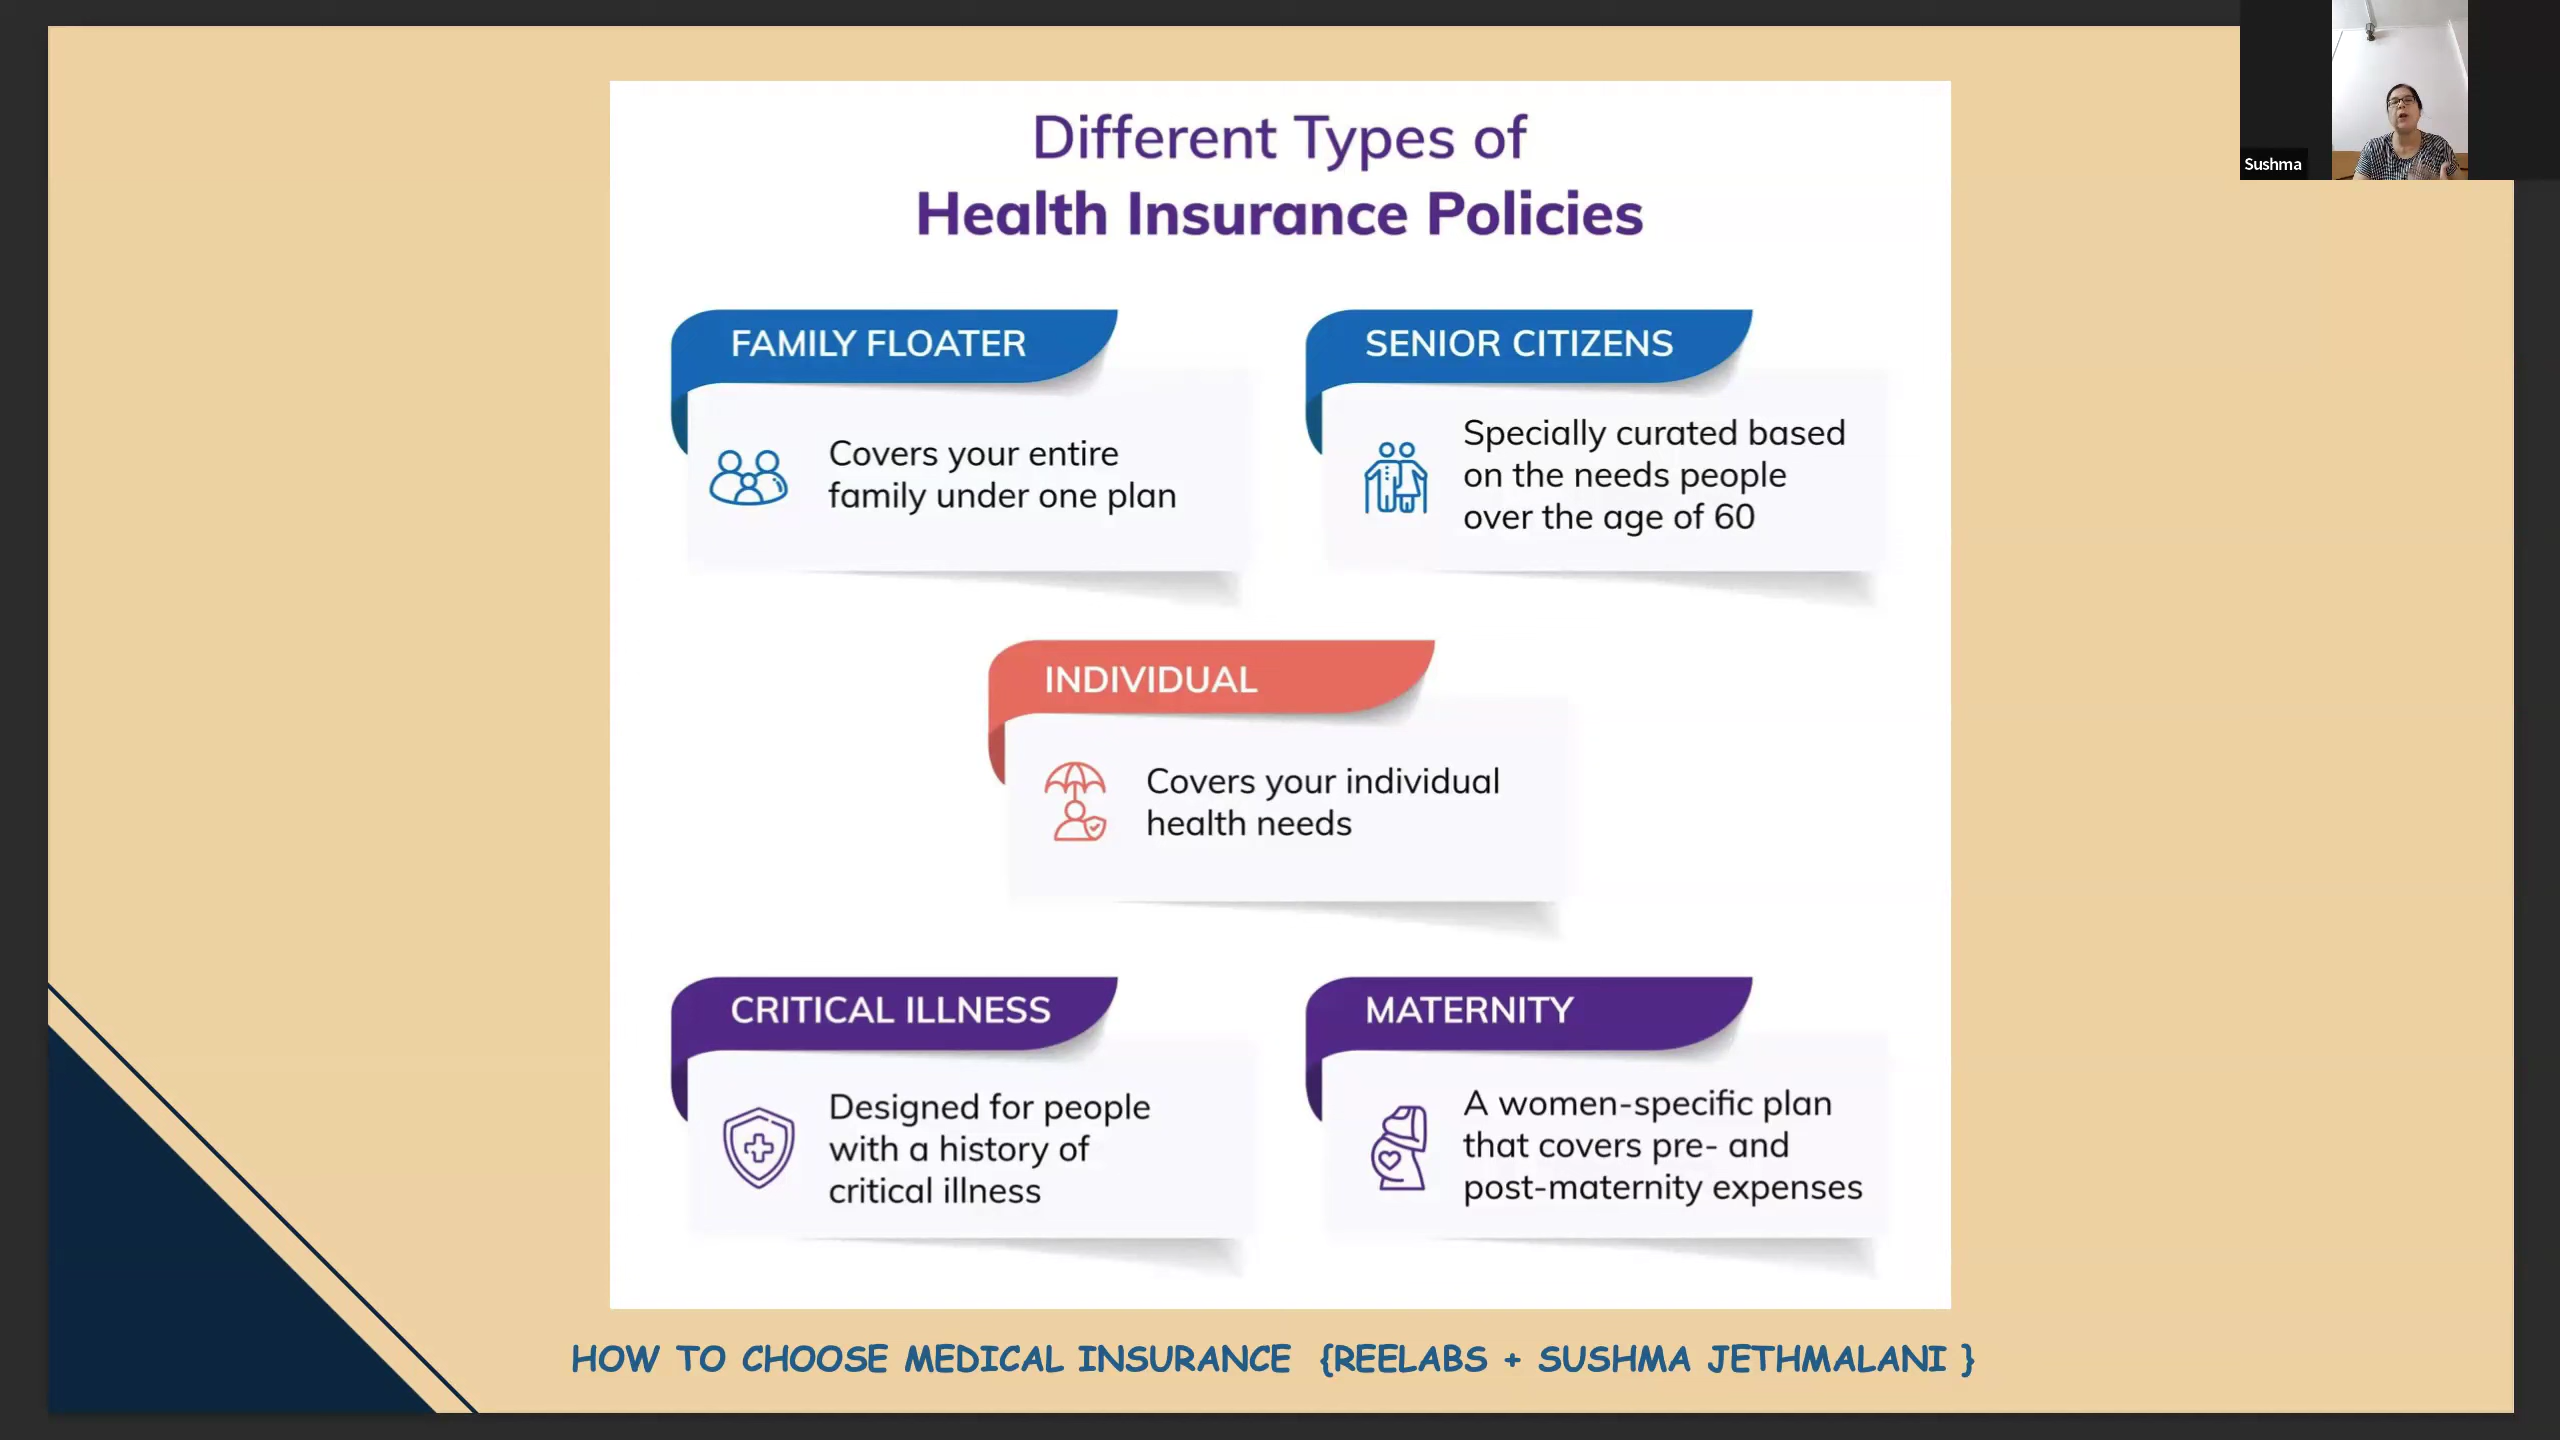 Different Types of
Health Insurance Policies
FAMILY FLOATER
Covers your entire
family under one plan
SENIOR CITIZENS
Specially curated based
on the needs people
over the age of 60
INDIVIDUAL
Covers your individual
health needs
CRITICAL ILLNESS
Designed for people
with a history of
critical illness
MATERNITY
A women-specific plan
that covers pre- and
post-maternity expenses
HOW TO CHOOSE MEDICAL INSURANCE {REELABS + SUSHMA JETHMALANI }
Sushma